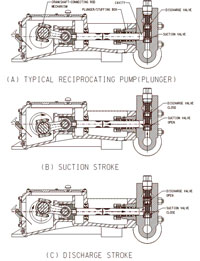 CRANKSHAFT/CONNECTING ROD
MECHANISM
PLUNGER/STUFFING BOX
CAVITY
DISCHARGE VALVE
SUCTION VALVE
(A) TYPICAL RECIPROCATING PUMP(PLUNGER)
DISCHARGE VALVE
CLOSE
SUCTION VALVE
OPEN
(B) SUCTION STROKE
DISCHARGE VALVE
OPEN
SUCTION VALVE
CLOSE
(C) DISCHARGE STROKE